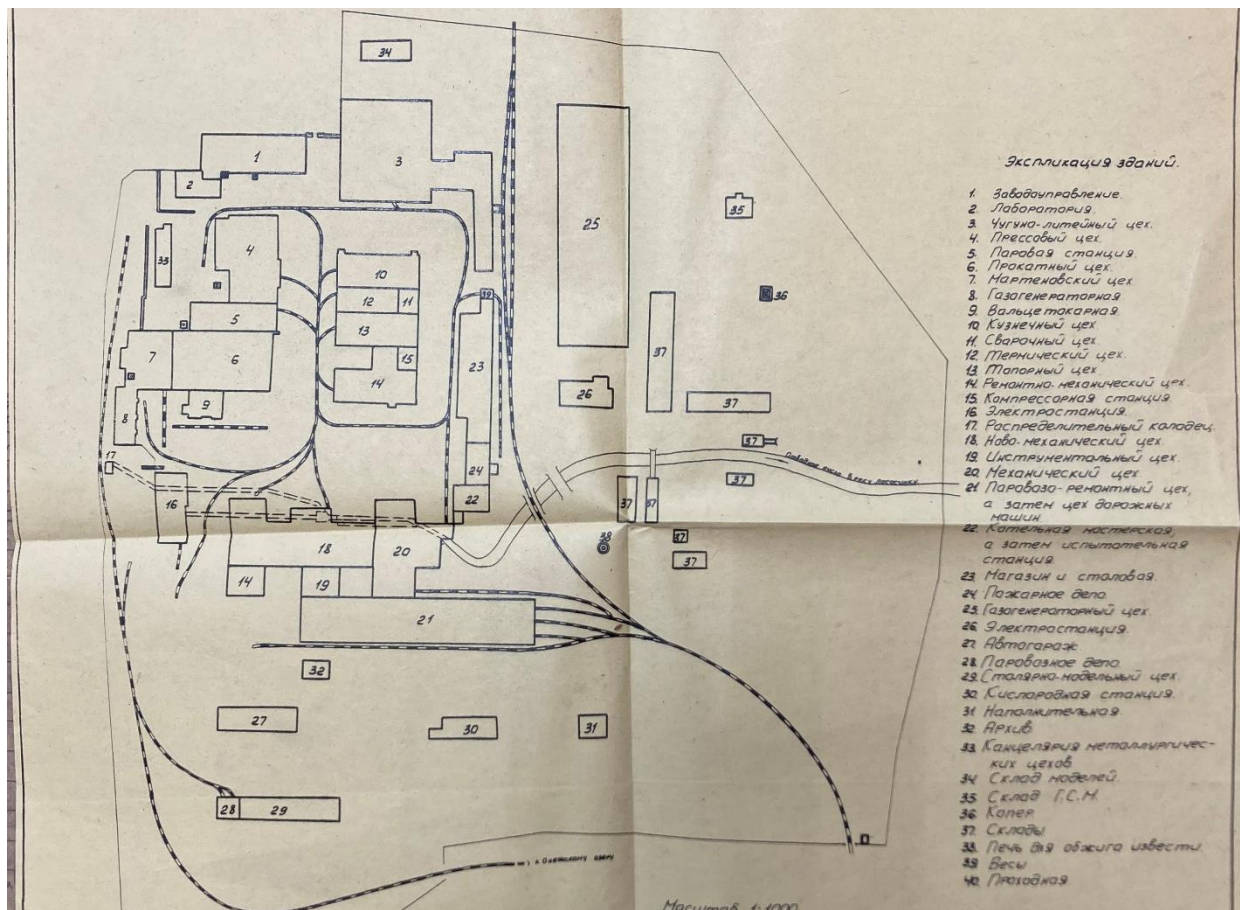 Экспликация зданий.
1. Заводоуправление.
2. Лаборатория.
3. Чугуно-литейный цех.
4. Прессовый цех.
5. Паровая станция.
6. Прокатный цех.
7. Мартеновский цех.
8. Газогенераторная
9. Вальцетокарная
10 Кузнечный цех
11. Сварочный цех.
12. Термический цех.
13. Топорный цех
14. Ремонтно-механический цех.
15. Компрессорная станция.
16. Электростанция.
17. Распределительный колодец.
18. Ново-механический цех.
19. Инструментальный цех.
20. Механический цех.
21. Паровозо-ремонтный цех,
а затем цех дорожных
машин
22. Котельная мастерская,
а затем испытательная
станция.
23. Магазин и столовая.
24. Пожарное депо.
25. Газогенераторный цех.
26. Электростанция.
27. Автогараж
28. Паровозное депо.
29. Столярно-модельный цех.
30. Кислородная станция.
31. Наполнительная.
32. Архив
33. Канцелярия металлургичес-
ких цехов
34. Склад моделей.
35. Склад Г.С.М.
36. Копер.
37. Склады
38. Печь для обжига извести.
39. Весы
40. Проходная
34
1
3
2
25
35
33
4
10
36
12
11
39
5
13
37
7
6
15
23
14
26
37
8
9
37
17
24
37
16
22
37
37
18
20
38
37
37
14
19
21
32
27
30
31
28
29
к Онежскому озеру
Масштаб 1:1000